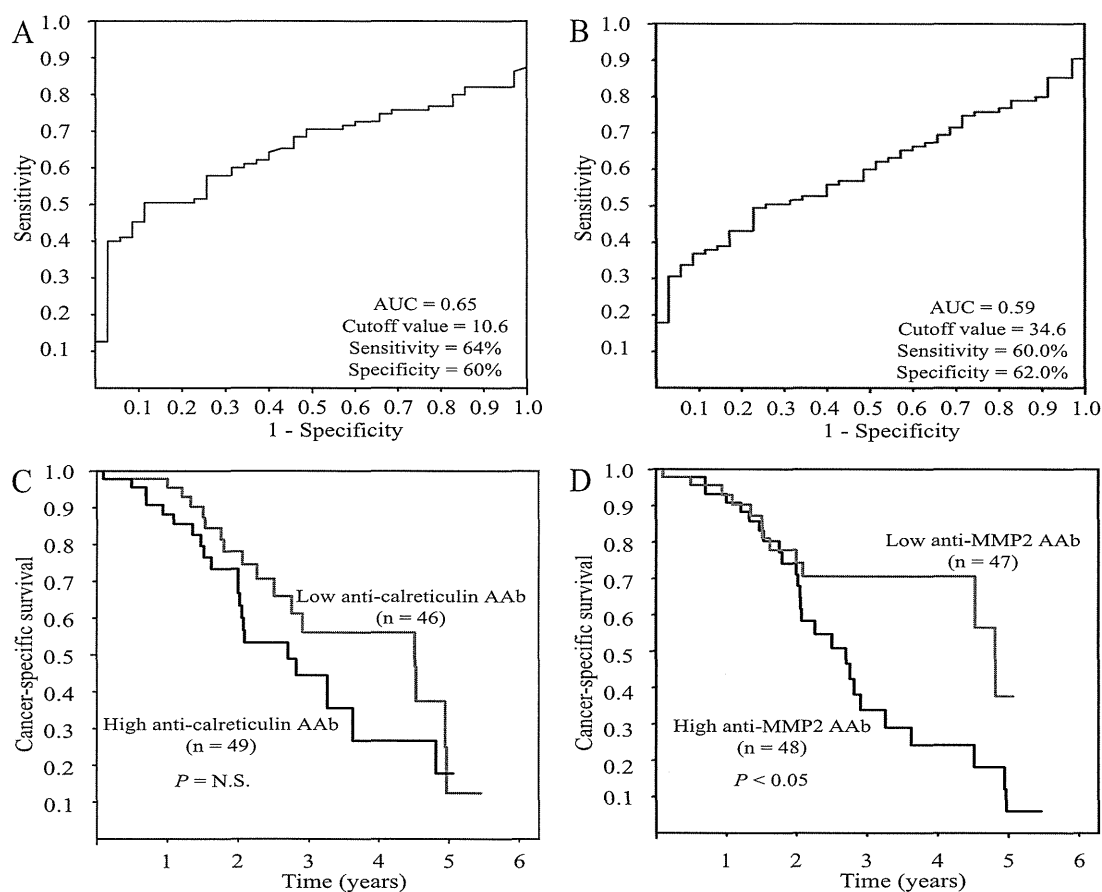 A
1.0
0.9
0.8
0.7
0.6
0.5
0.4
0.3
0.2
0.1
Sensitivity
AUC = 0.65
Cutoff value = 10.6
Sensitivity = 64%
Specificity = 60%
0.1 0.2 0.3 0.4 0.5 0.6 0.7 0.8 0.9 1.0
1 - Specificity
B
1.0
0.9
0.8
0.7
0.6
0.5
0.4
0.3
0.2
0.1
Sensitivity
AUC = 0.59
Cutoff value = 34.6
Sensitivity = 60.0%
Specificity = 62.0%
0.1 0.2 0.3 0.4 0.5 0.6 0.7 0.8 0.9 1.0
1 - Specificity
C
1.0
0.9
0.8
0.7
0.6
0.5
0.4
0.3
0.2
0.1
Cancer-specific survival
Low anti-calreticulin AAb
(n = 46)
High anti-calreticulin AAb
(n = 49)
P = N.S.
1 2 3 4 5 6
Time (years)
D
1.0
0.9
0.8
0.7
0.6
0.5
0.4
0.3
0.2
0.1
Cancer-specific survival
Low anti-MMP2 AAb
(n = 47)
High anti-MMP2 AAb
(n = 48)
P < 0.05
1 2 3 4 5 6
Time (years)